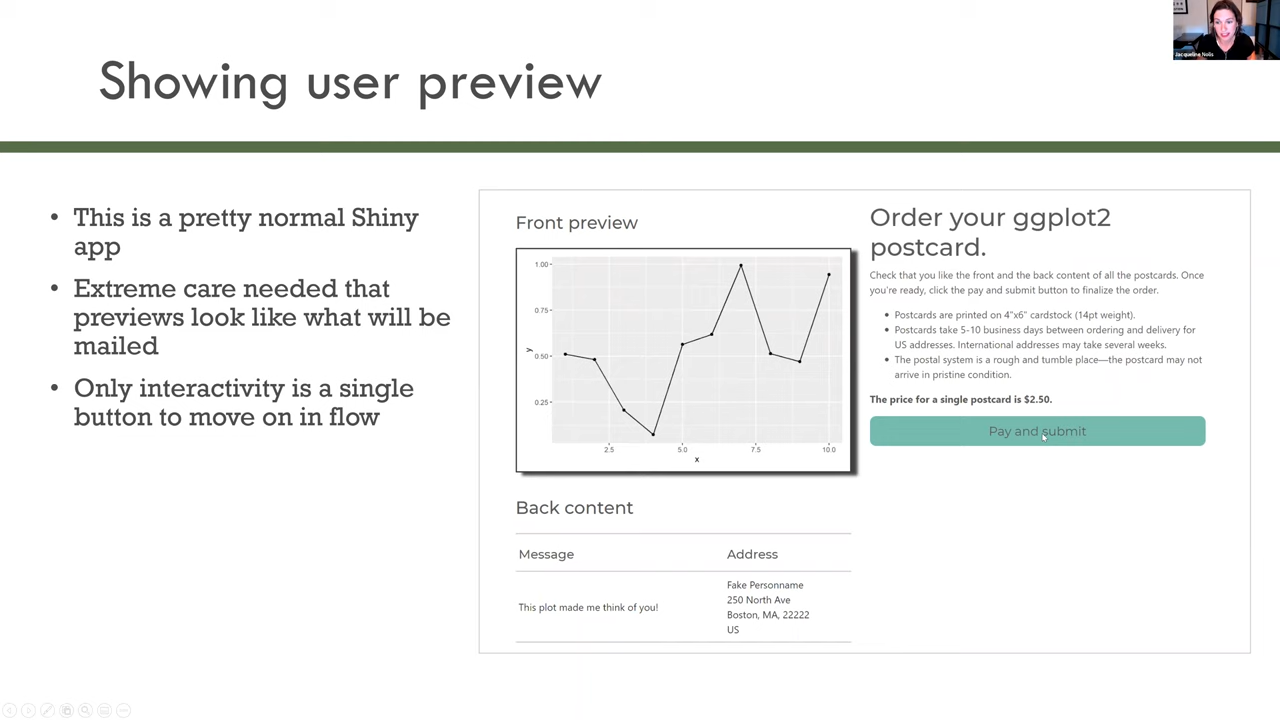 Showing user preview
Jacqueline Nolis
• This is a pretty normal Shiny
app
• Extreme care needed that
previews look like what will be
mailed
• Only interactivity is a single
button to move on in flow
Front preview
1.00
0.75
0.50
0.25
y
2.5 5.0 7.5 10.0
x
Back content
Message Address
This plot made me think of you!
Fake Personname
250 North Ave
Boston, MA, 22222
US
Order your ggplot2
postcard.
Check that you like the front and the back content of all the postcards. Once
you're ready, click the pay and submit button to finalize the order.
• Postcards are printed on 4"x6" cardstock (14pt weight).
• Postcards take 5-10 business days between ordering and delivery for
US addresses. International addresses may take several weeks.
• The postal system is a rough and tumble place—the postcard may not
arrive in pristine condition.
The price for a single postcard is $2.50.
Pay and submit